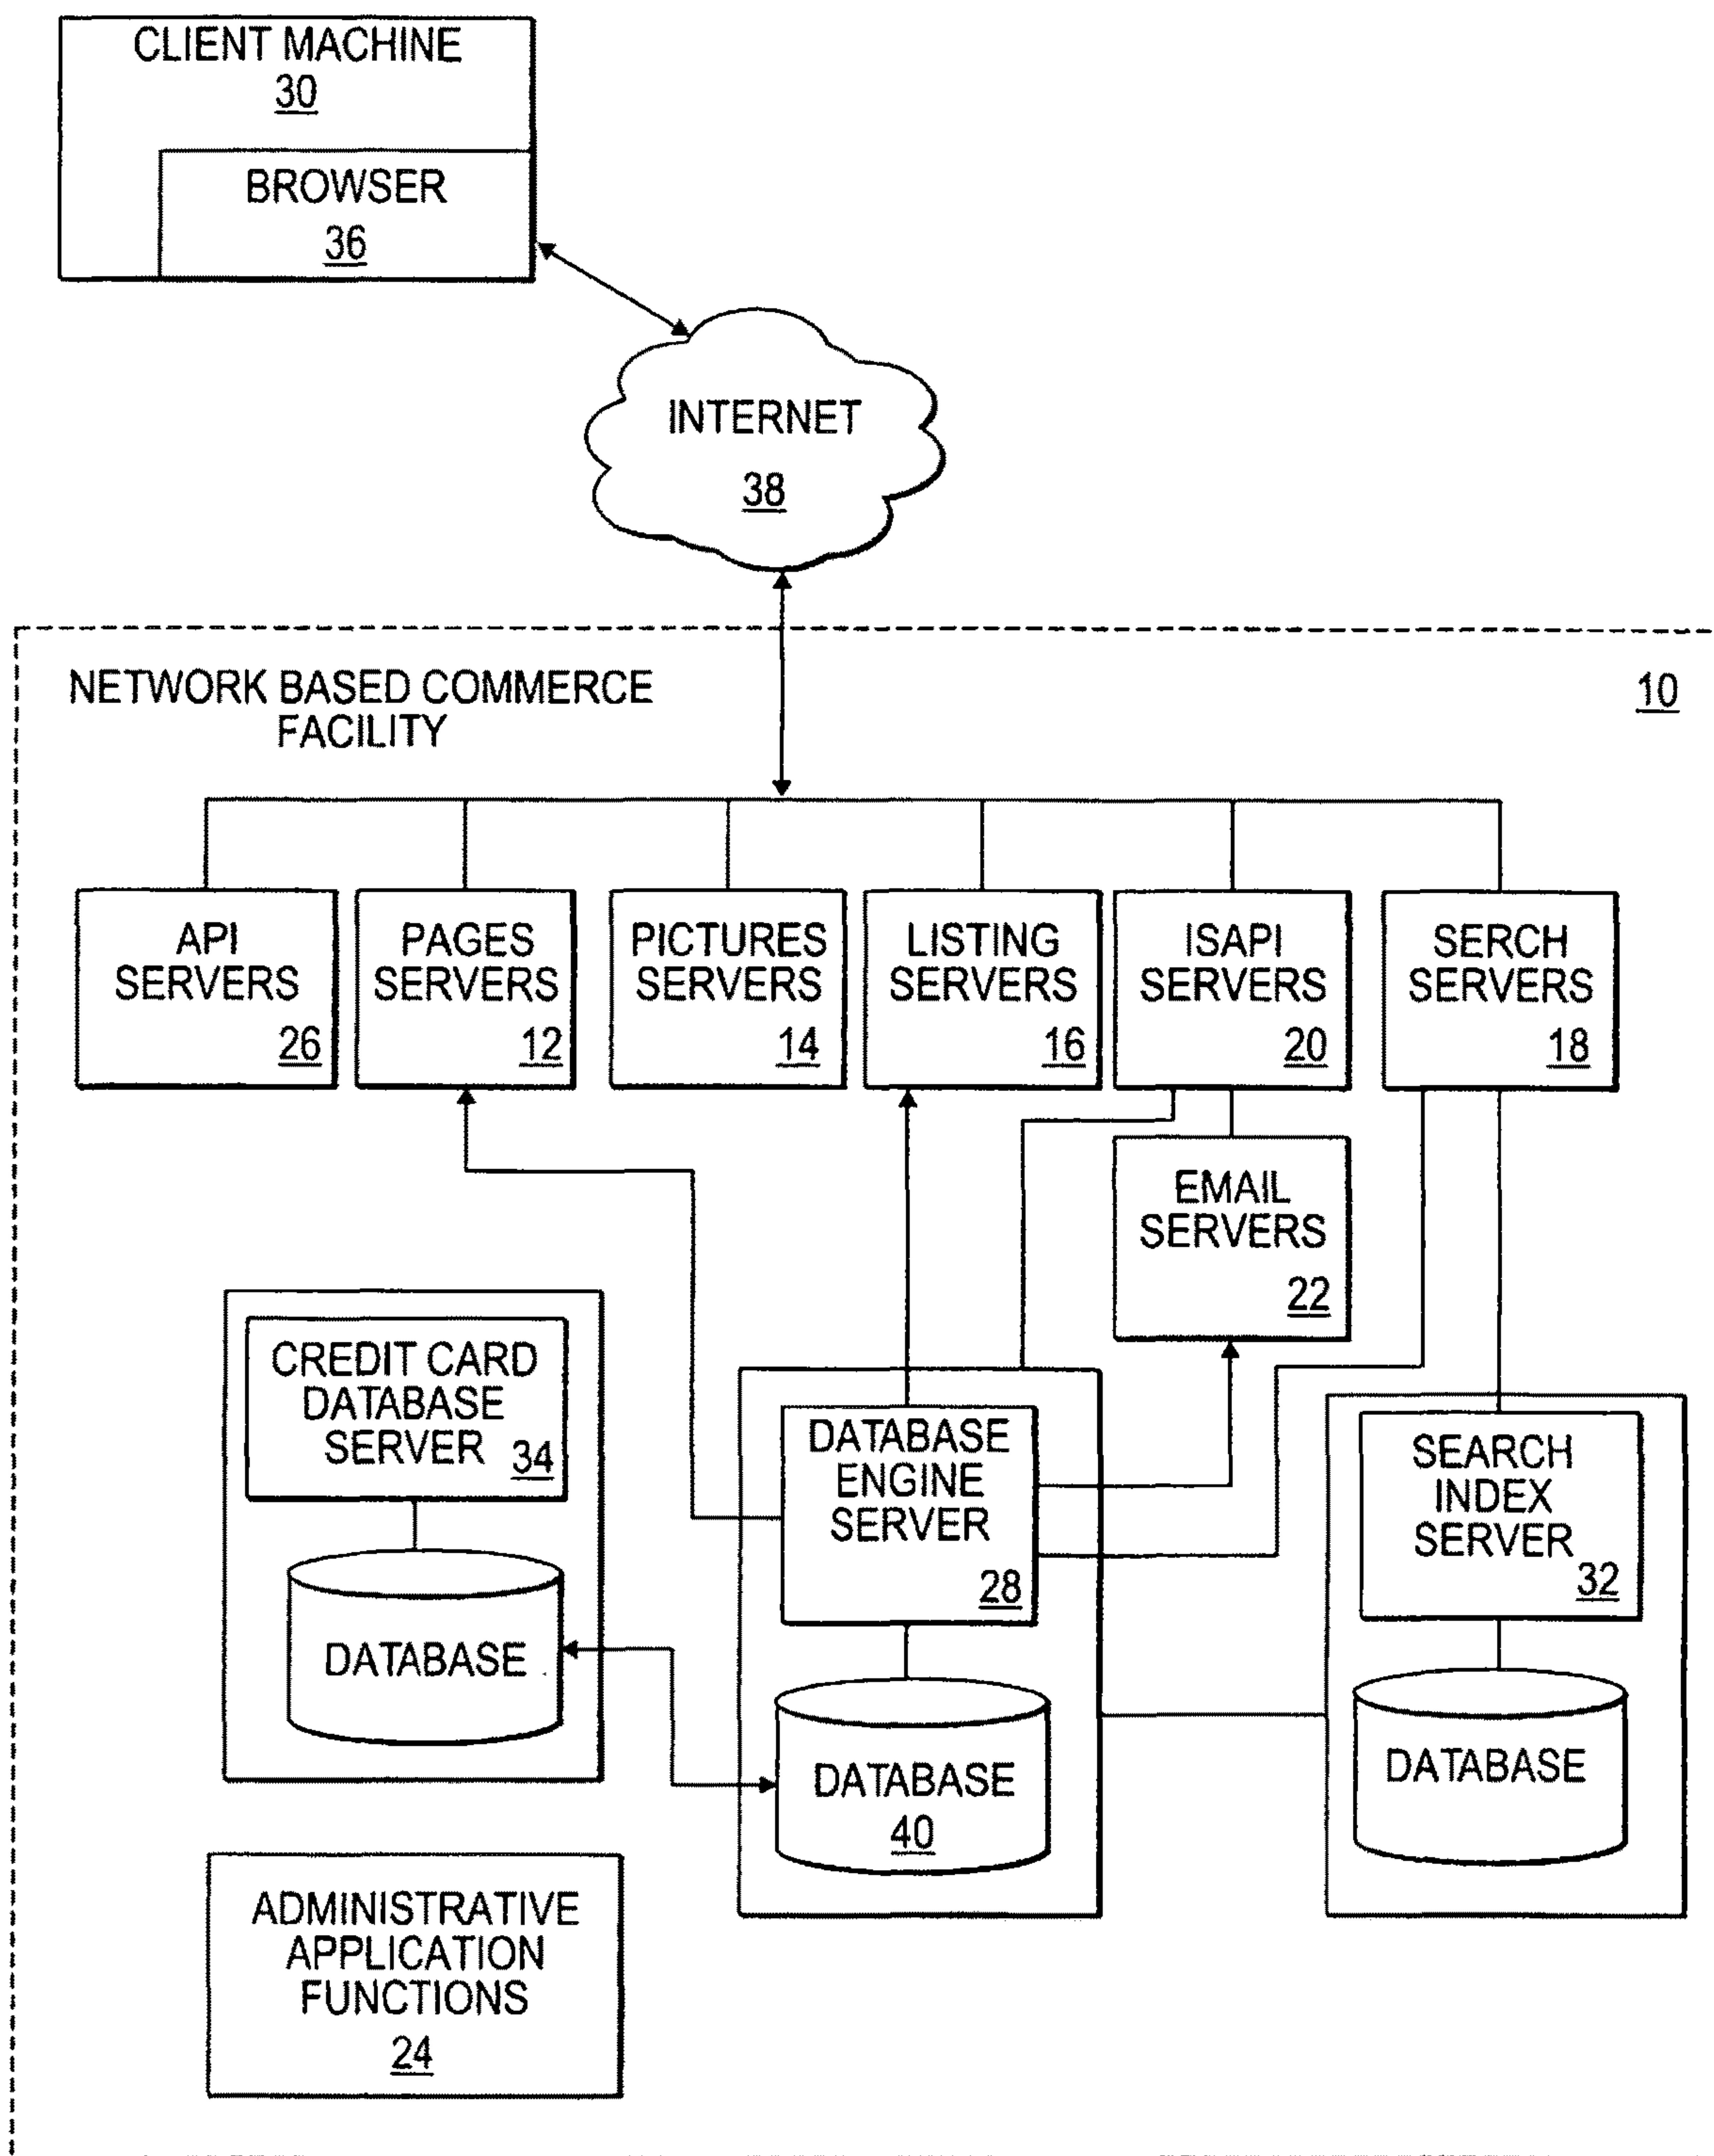 CLIENT MACHINE
30
BROWSER
36
INTERNET
38
NETWORK BASED COMMERCE
FACILITY
10
API
SERVERS
26
PAGES
SERVERS
12
PICTURES
SERVERS
14
LISTING
SERVERS
16
ISAPI
SERVERS
20
SERCH
SERVERS
18
EMAIL
SERVERS
22
CREDIT CARD
DATABASE
SERVER
34
DATABASE
DATABASE
ENGINE
SERVER
28
DATABASE
40
SEARCH
INDEX
SERVER
32
DATABASE
ADMINISTRATIVE
APPLICATION
FUNCTIONS
24